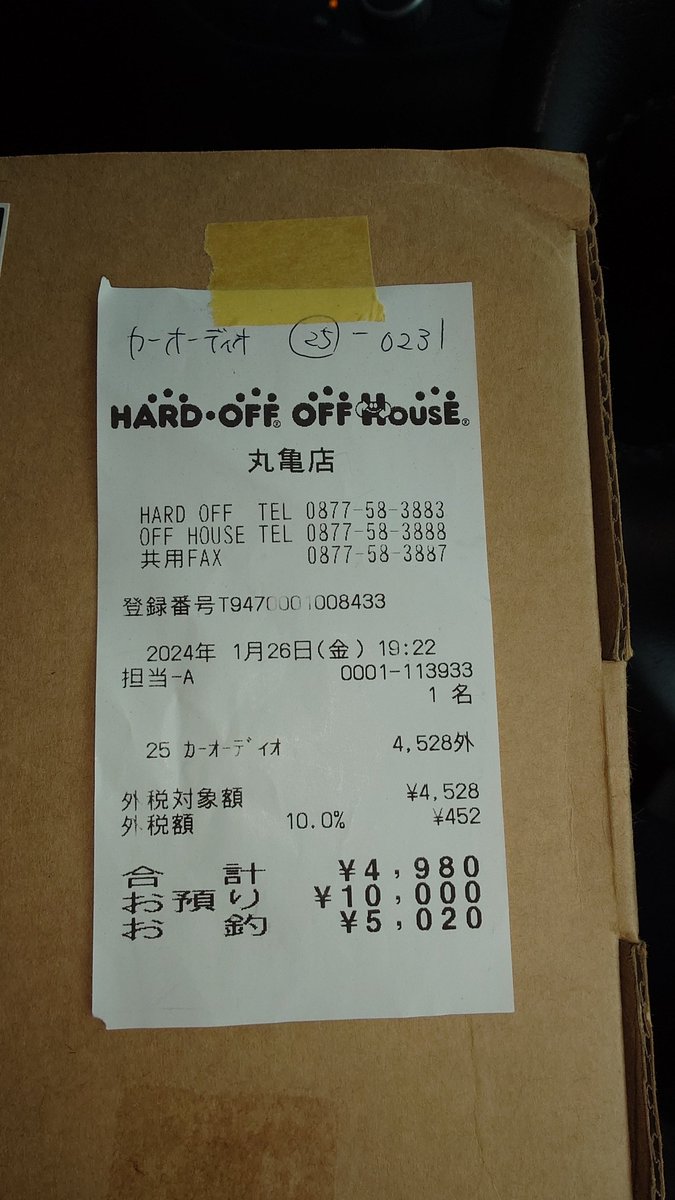 カーオーディオ 25-0231
HARD・OFF® OFF HOUSE®
丸亀店
HARD OFF TEL 0877-58-3883
OFF HOUSE TEL 0877-58-3888
共用FAX 0877-58-3887
登録番号T9470001008433
2024年 1月26日(金) 19:22
担当-A 0001-113933
1 名
25 ｶｰｵｰﾃﾞｨｵ 4,528外
外税対象額 ¥4,528
外税額 10.0% ¥452
合計 ¥4,980
お預り ¥10,000
お釣 ¥5,020